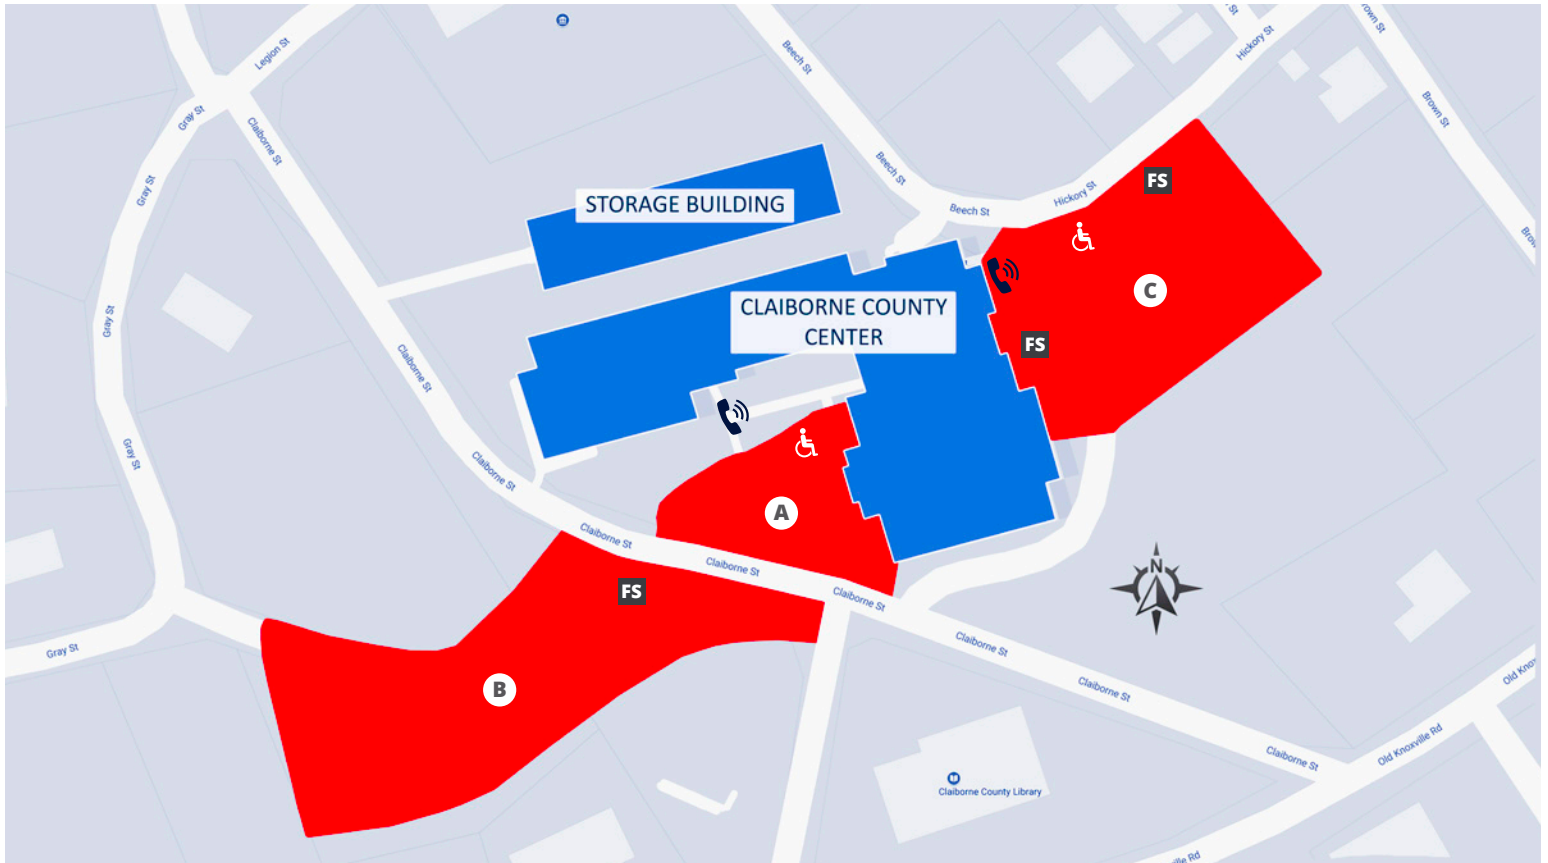 Legion St
Gray St
Claiborne St
Beech St
Hickory St
Brown St
Brown St
Gray St
Beech St
Beech St
Hickory St
FS
STORAGE BUILDING
C
CLAIBORNE COUNTY
CENTER
Gray St
FS
Claiborne St
Gray St
Claiborne St
A
Claiborne St
Claiborne St
FS
Claiborne St
N
Gray St
B
Claiborne St
Claiborne St
Claiborne St
Old Knoxville Rd
Claiborne County Library